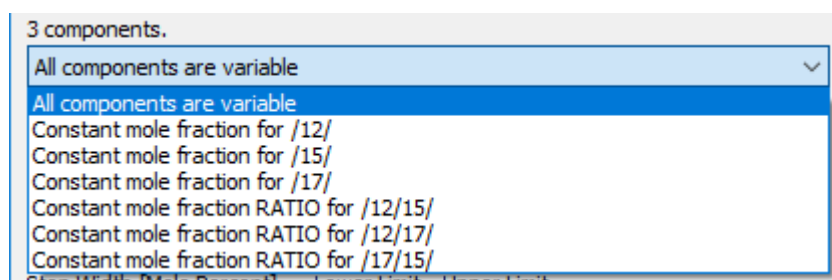 3 components.
All components are variable
All components are variable
Constant mole fraction for /12/
Constant mole fraction for /15/
Constant mole fraction for /17/
Constant mole fraction RATIO for /12/15/
Constant mole fraction RATIO for /12/17/
Constant mole fraction RATIO for /17/15/